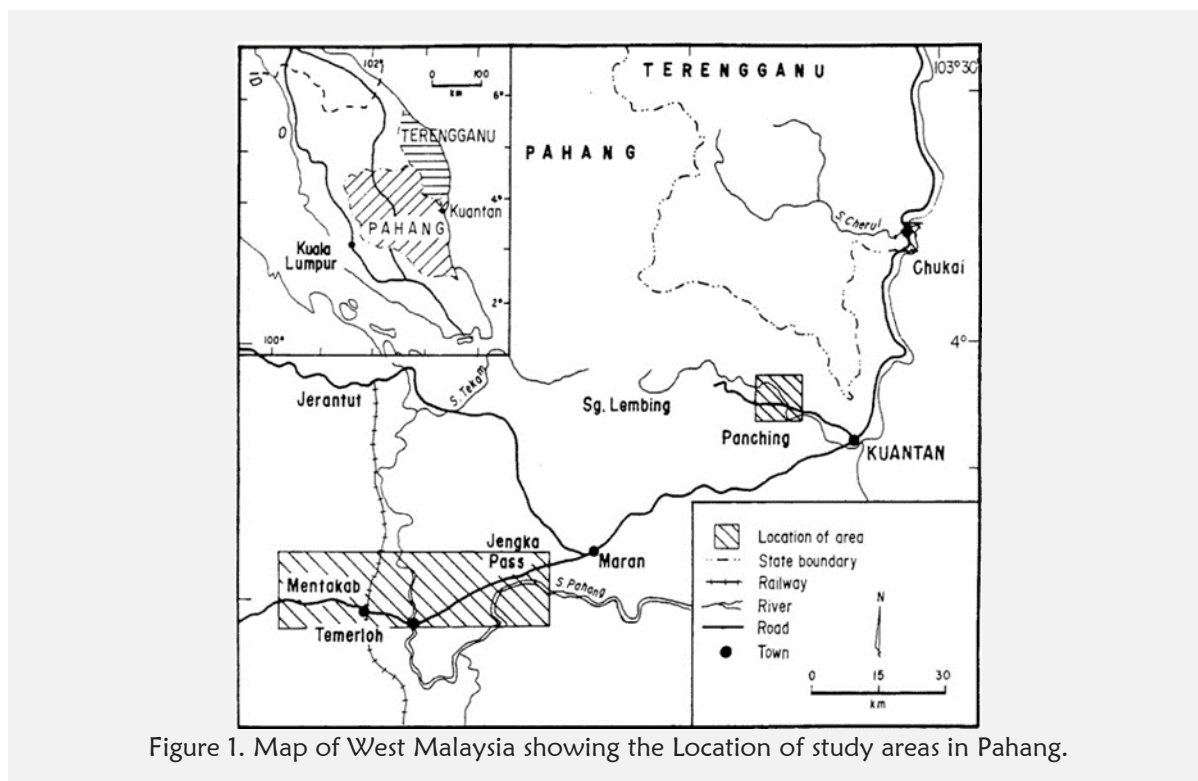 102°
0 100
km
6°
TERENGGANU
4°
Kuantan
PAHANG
Kuala
Lumpur
2°
100°
TERENGGANU
103°30'
PAHANG
S. Cherul
Chukai
4°
Jerantut
S. Tekam
Sg. Lembing
Panching
KUANTAN
Jengka
Pass
Maran
Mentakab
S. Pahang
Temerloh
Location of area
State boundary
Railway
River
Road
Town
N
0 15 30
km
Figure 1. Map of West Malaysia showing the Location of study areas in Pahang.